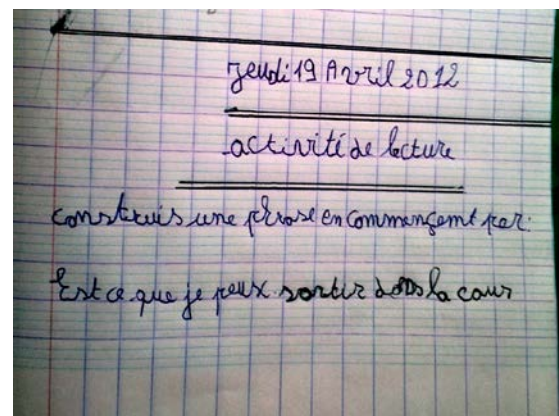 Jeudi 19 Avril 2012
activité de lecture
construis une phrase en commençemt par:
Est ce que je peux sortir dans la cour